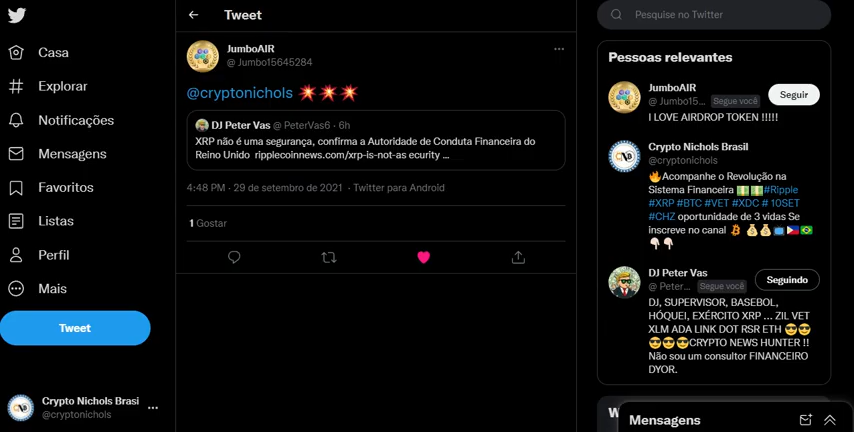 Casa
Explorar
Notificações
Mensagens
Favoritos
Listas
Perfil
Mais
Tweet
Crypto Nichols Brasi
@cryptonichols
Tweet
JumboAIR
@ Jumbo15645284
@cryptonichols
DJ Peter Vas @ PeterVas6 · 6h
XRP não é uma segurança, confirma a Autoridade de Conduta Financeira do
Reino Unido ripplecoinnews.com/xrp-is-not-as ecurity ...
4:48 PM · 29 de setembro de 2021 · Twitter para Android
1 Gostar
Pesquise no Twitter
Pessoas relevantes
JumboAIR
@ Jumbo15... Segue você
Seguir
I LOVE AIRDROP TOKEN !!!!!
Crypto Nichols Brasil
@cryptonichols
Acompanhe o Revolução na
Sistema Financeira #Ripple
#XRP #BTC #VET #XDC # 10SET
#CHZ oportunidade de 3 vidas Se
inscreve no canal
DJ Peter Vas
@ Peter... Segue você
Seguindo
DJ, SUPERVISOR, BASEBOL,
HÓQUEI, EXÉRCITO XRP ... ZIL VET
XLM ADA LINK DOT RSR ETH
CRYPTO NEWS HUNTER !!
Não sou um consultor FINANCEIRO
DYOR.
Mensagens